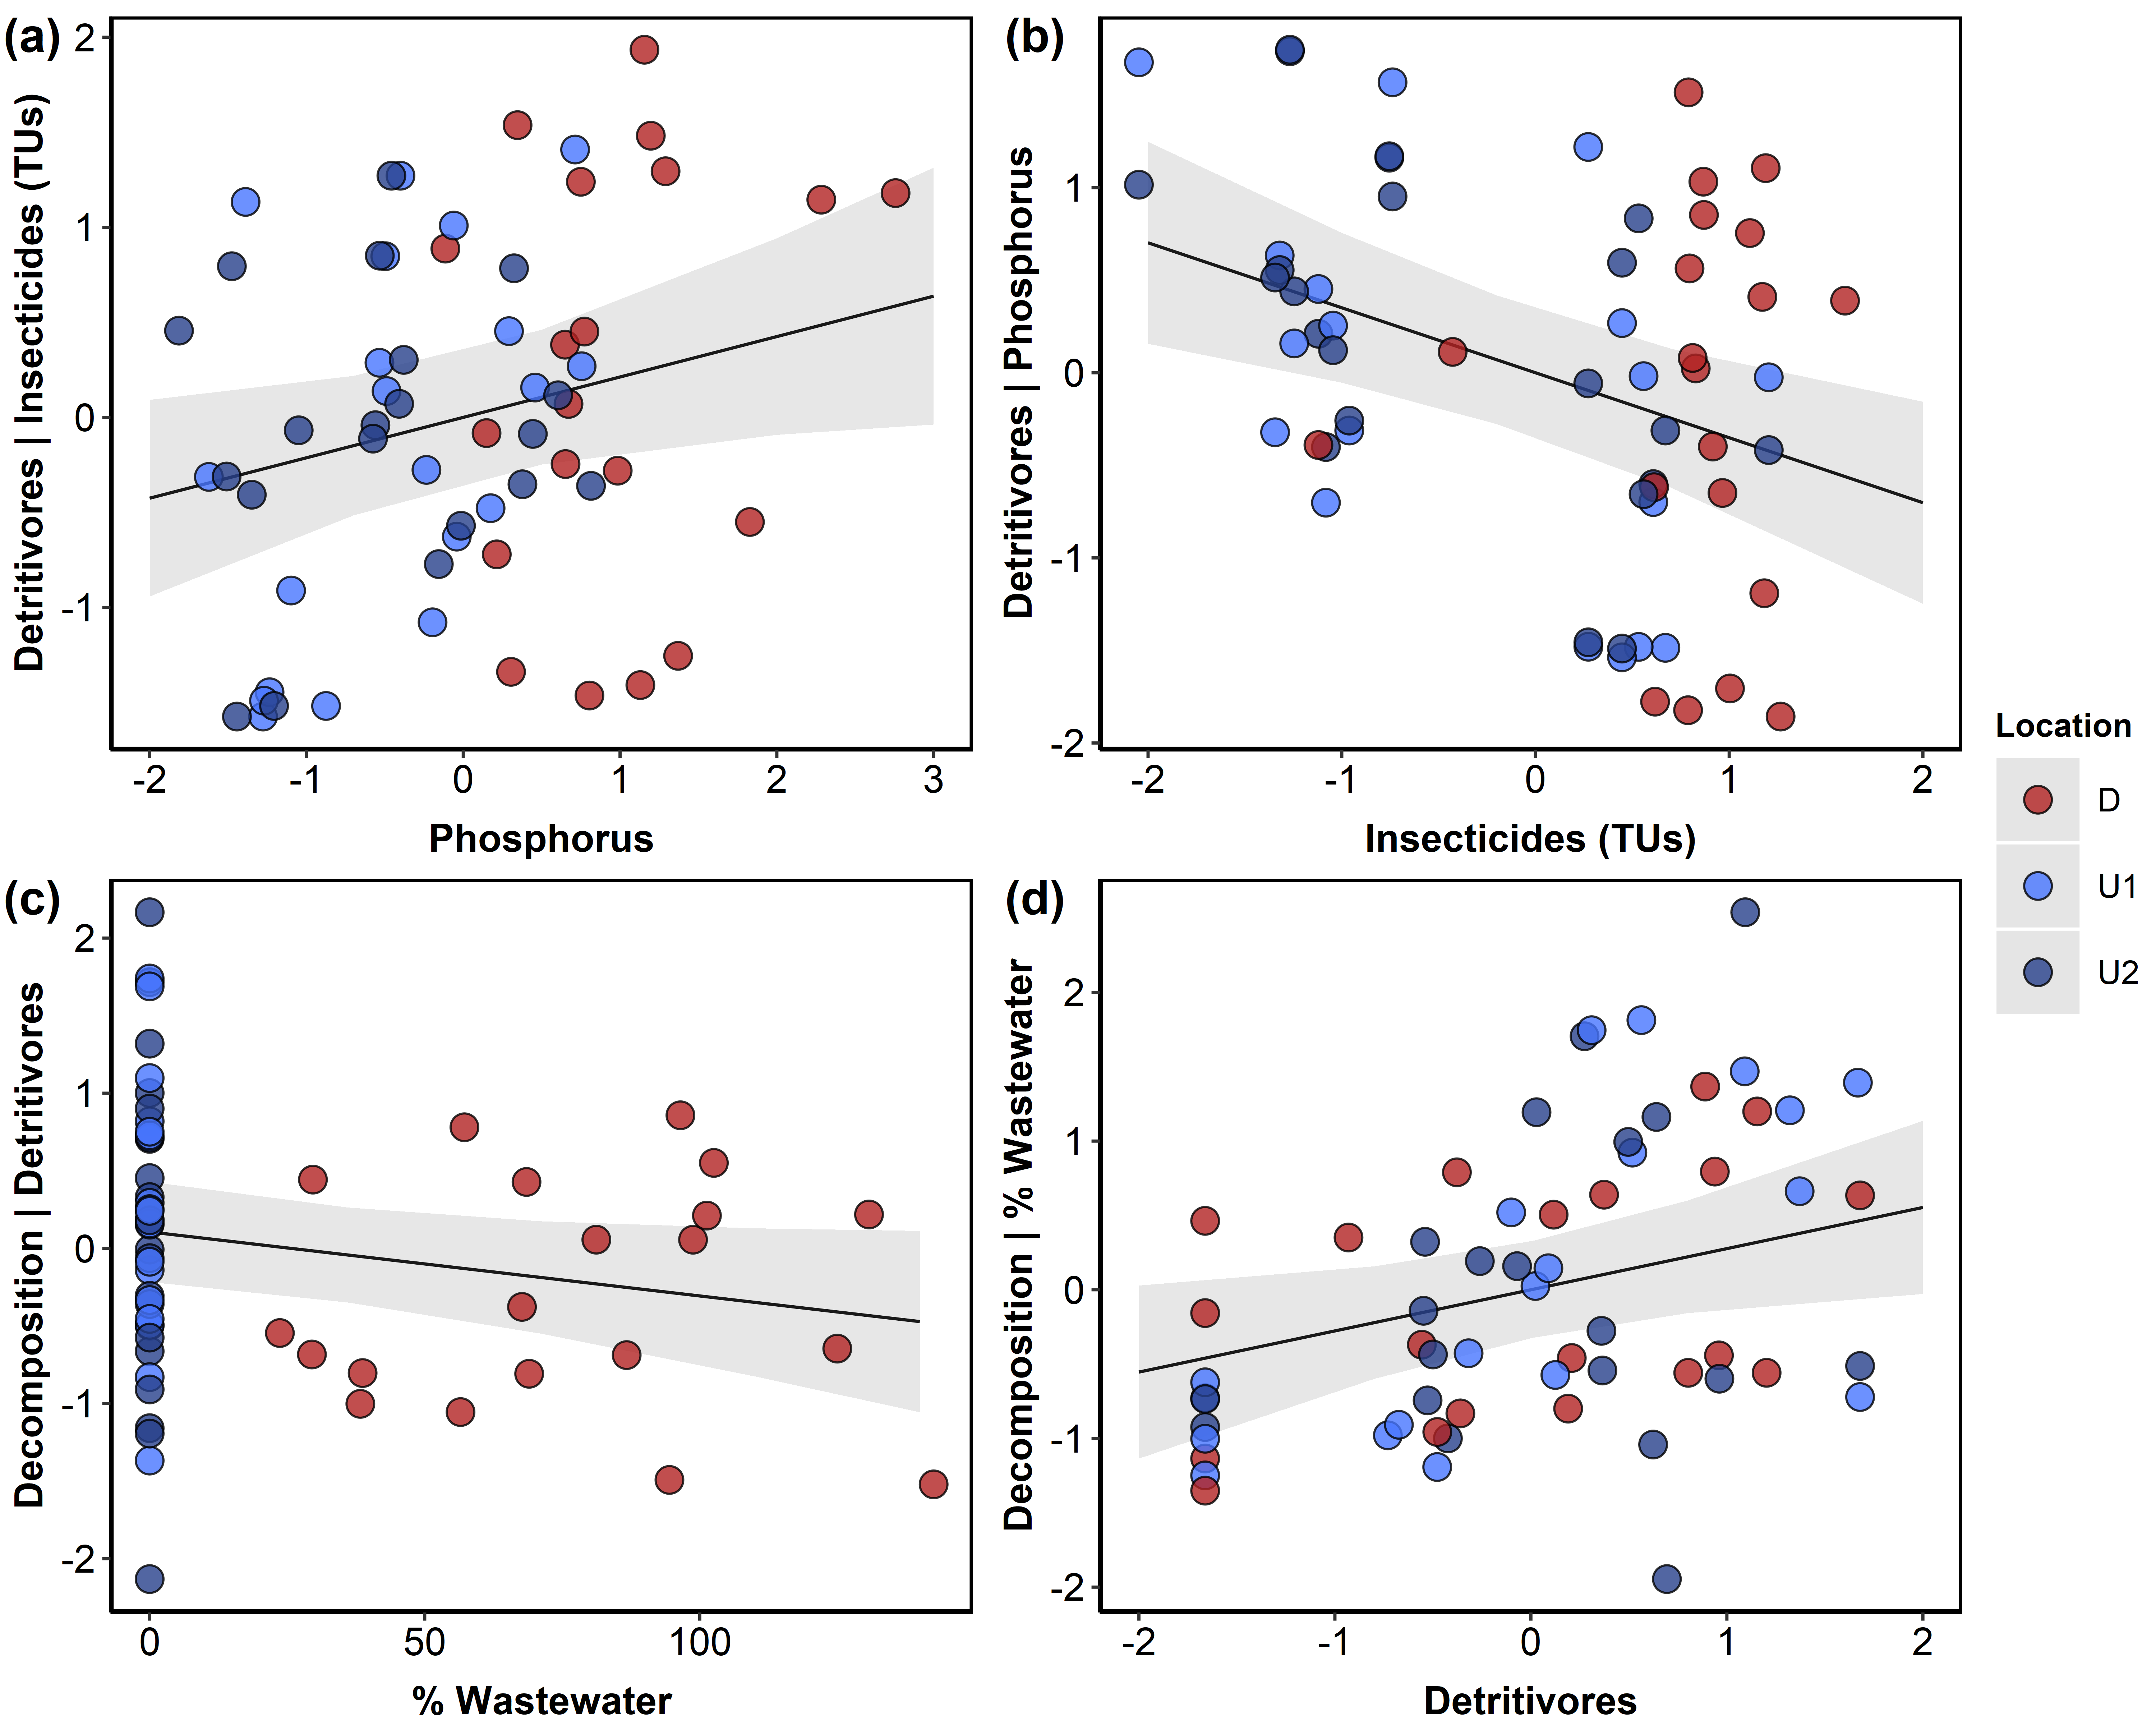 (a)
Detritivores | Insecticides (TUs)
2
1
0
-1
-2 -1 0 1 2 3
Phosphorus
(b)
Detritivores | Phosphorus
1
0
-1
-2
-2 -1 0 1 2
Insecticides (TUs)
(c)
Decomposition | Detritivores
2
1
0
-1
-2
0 50 100
% Wastewater
(d)
Decomposition | % Wastewater
2
1
0
-1
-2
-2 -1 0 1 2
Detritivores
Location
D
U1
U2